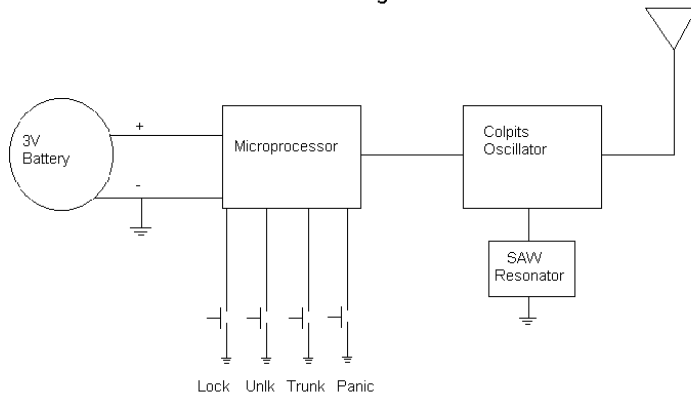 +
3V
Battery
-
Microprocessor
Colpits
Oscillator
SAW
Resonator
Lock Unlk Trunk Panic